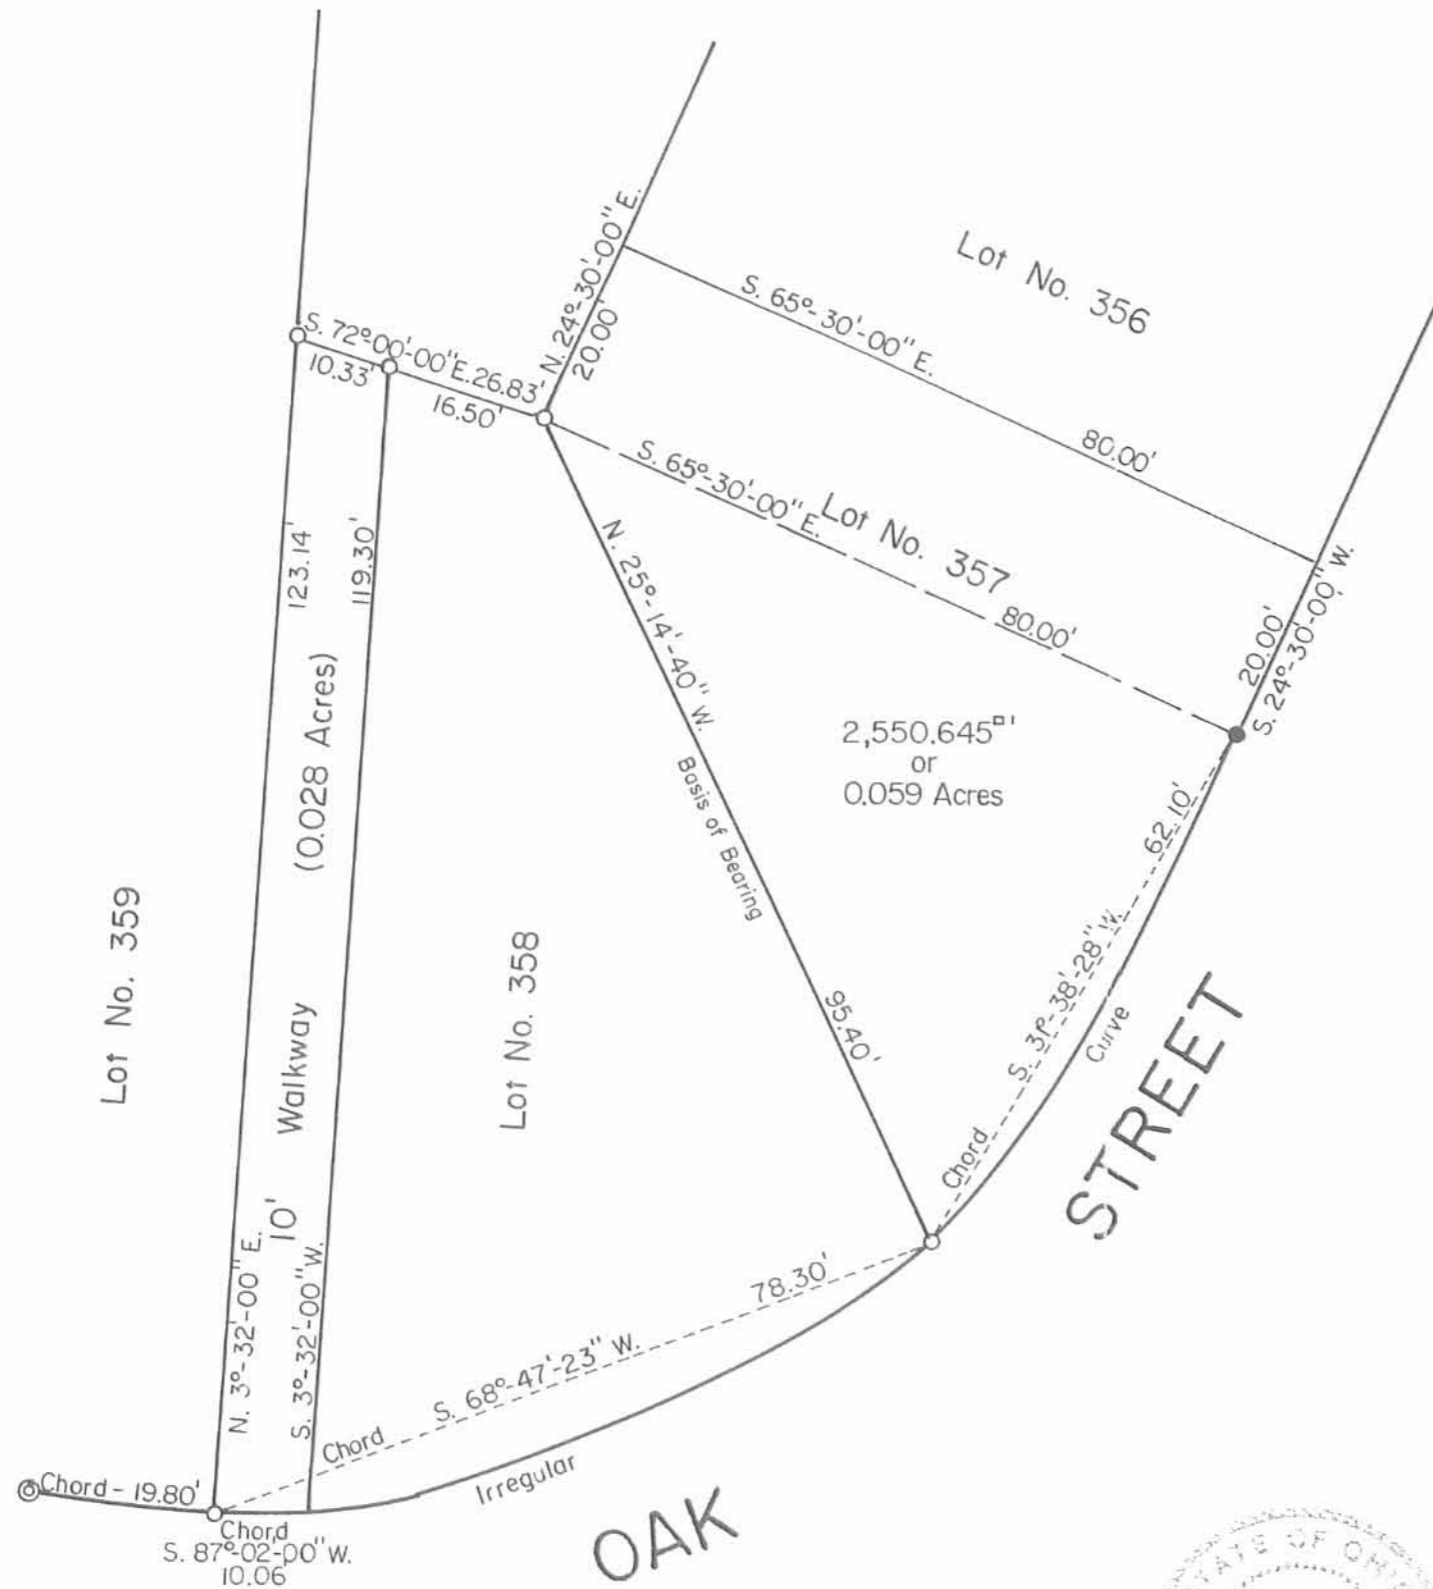 N. 24°-30'-00" E.
20.00'
Lot No. 356
S. 65°-30'-00" E.
80.00'
S. 72°00'-00"E. 26.83'
10.33'
16.50'
S. 65°-30'-00" E.
80.00'
Lot No. 357
20.00'
S. 24°-30'-00" W.
123.14'
119.30'
N. 25°-14'-40" W.
Basis of Bearing
95.40'
2,550.645□'
or
0.059 Acres
62.10'
S. 31°-38'-28" W.
Chord
Curve
Lot No. 359
10' Walkway (0.028 Acres)
Lot No. 358
N. 3°-32'-00" E.
S. 3°-32'-00" W.
78.30'
S. 68°-47'-23" W.
Chord
Irregular
Chord - 19.80'
Chord
S. 87°-02-00" W.
10.06
OAK STREET
STATE OF OHIO